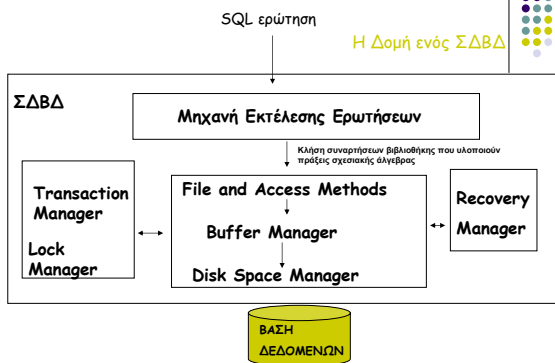 SQL ερώτηση
Η Δομή ενός ΣΔΒΔ
ΣΔΒΔ
Μηχανή Εκτέλεσης Ερωτήσεων
Κλήση συναρτήσεων βιβλιοθήκης που υλοποιούν
πράξεις σχεσιακής άλγεβρας
Transaction
Manager
Lock
Manager
File and Access Methods
Buffer Manager
Disk Space Manager
Recovery
Manager
ΒΑΣΗ
ΔΕΔΟΜΕΝΩΝ